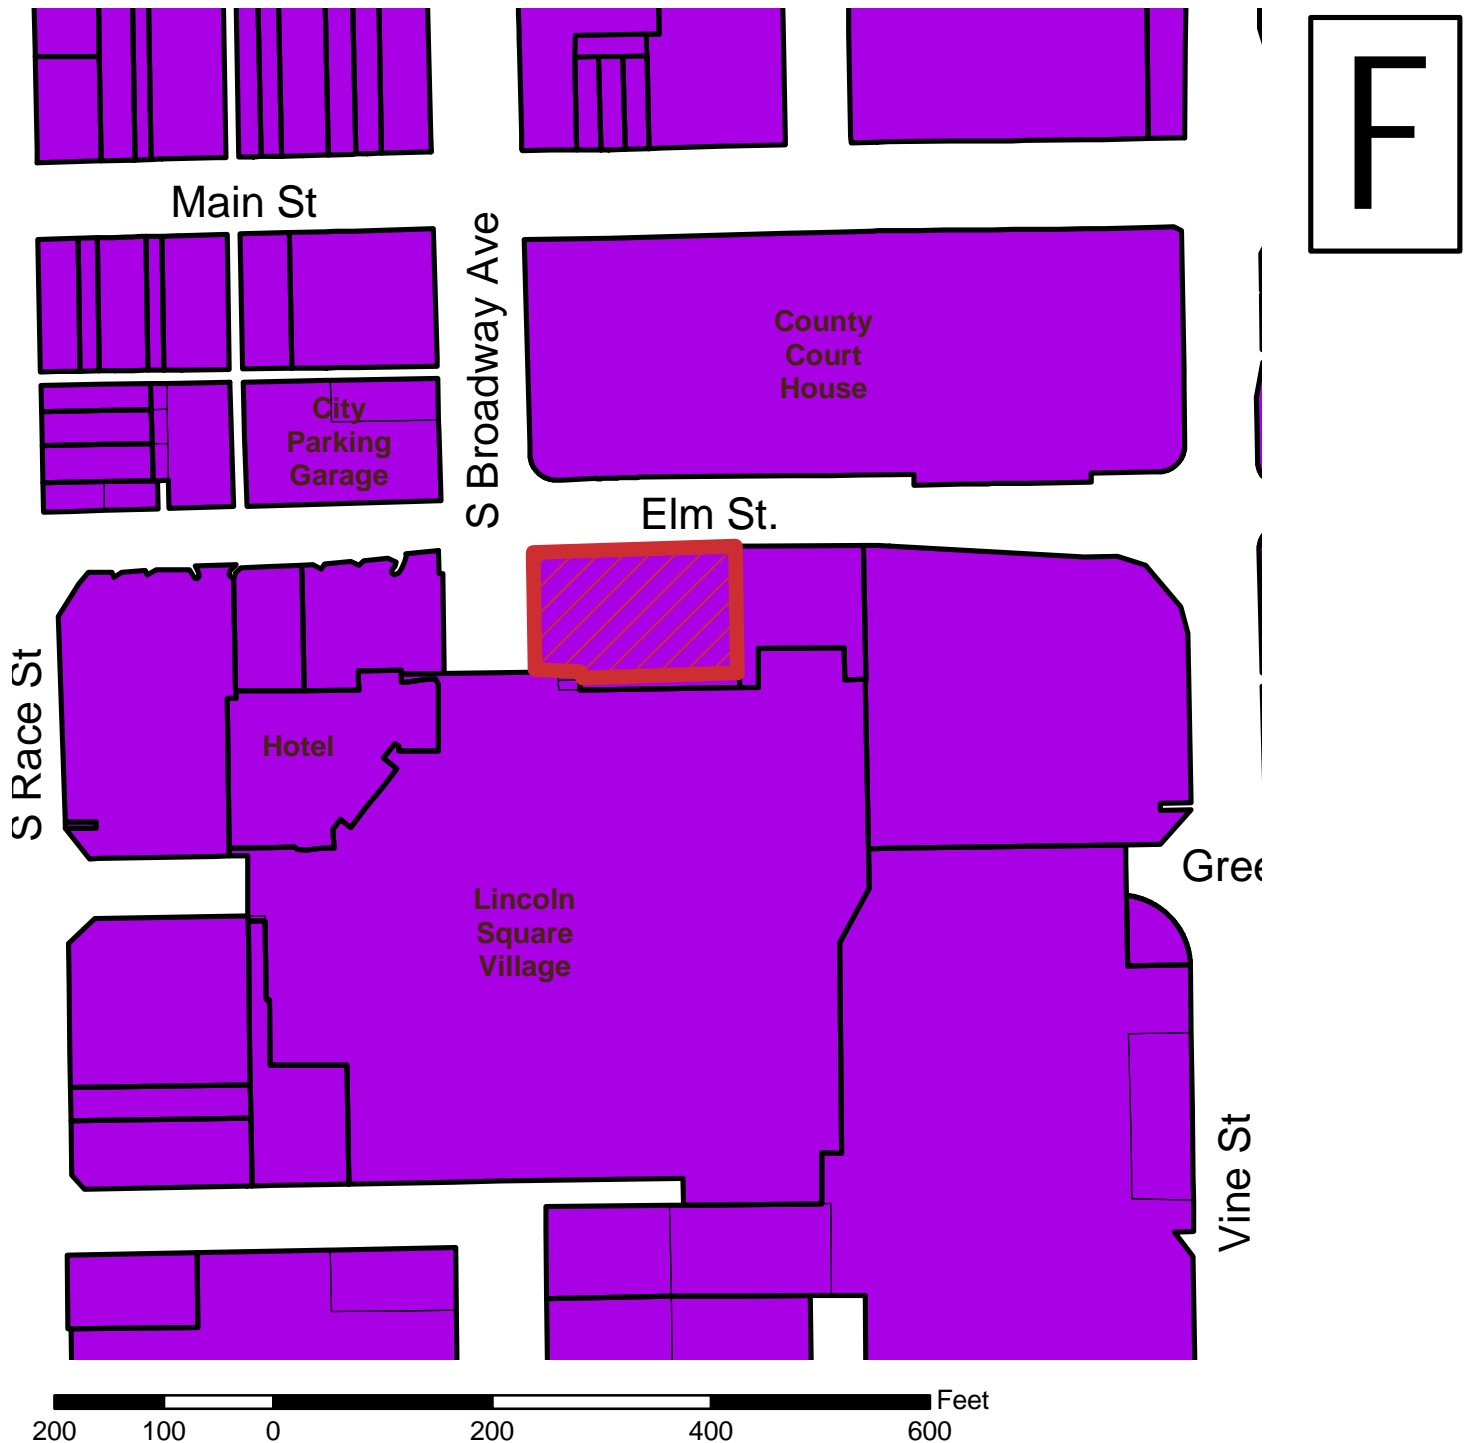 F
Main St
S Broadway Ave
County
Court
House
City
Parking
Garage
Elm St.
S Race St
Hotel
Gree
Lincoln
Square
Village
Vine St
Feet
200 100 0 200 400 600